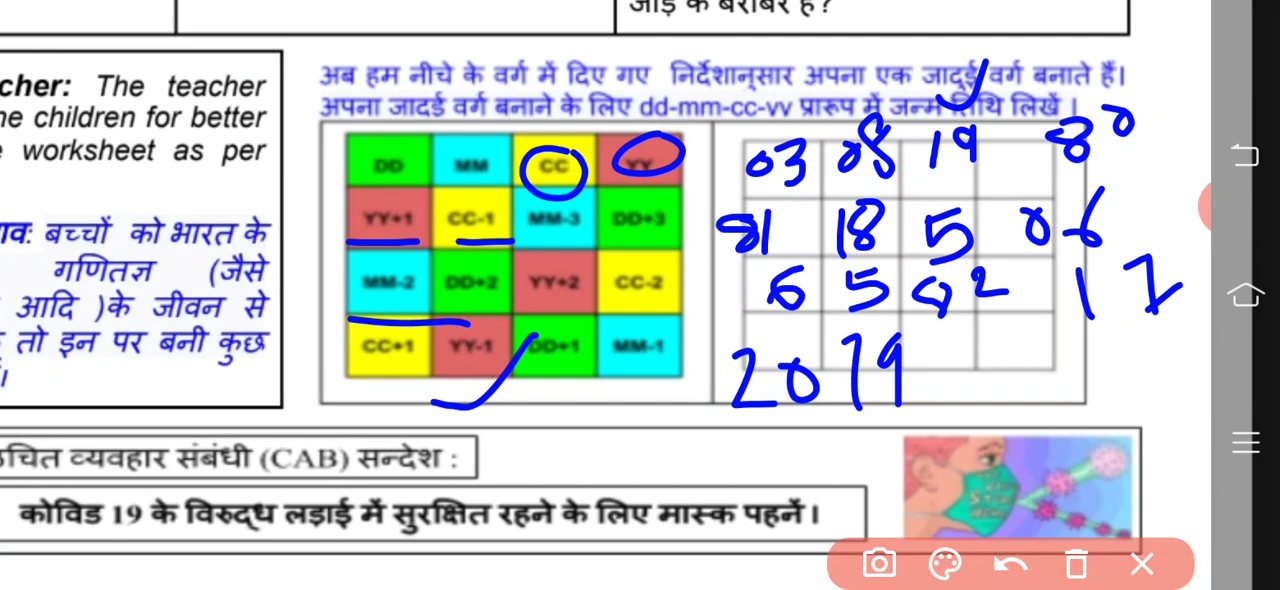 जोड़ के बराबर है?
cher: The teacher
e children for better
worksheet as per
व: बच्चों को भारत के
गणितज्ञ (जैसे
आदि )के जीवन से
तो इन पर बनी कुछ
अब हम नीचे के वर्ग में दिए गए निर्देशानुसार अपना एक जादुई वर्ग बनाते हैं।
अपना जादुई वर्ग बनाने के लिए dd-mm-cc-yy प्रारूप में जन्म तिथि लिखें ।
DD MM CC YY
YY+1 CC-1 MM-3 DD+3
MM-2 DD+2 YY+2 CC-2
CC+1 YY-1 DD+1 MM-1
03 08 19 80
81 18 5 06
6 5 82 17
20 79
चित व्यवहार संबंधी (CAB) सन्देश :
कोविड 19 के विरुद्ध लड़ाई में सुरक्षित रहने के लिए मास्क पहनें।